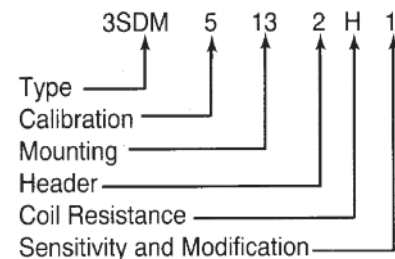 3SDM 5 13 2 H 1
Type
Calibration
Mounting
Header
Coil Resistance
Sensitivity and Modification